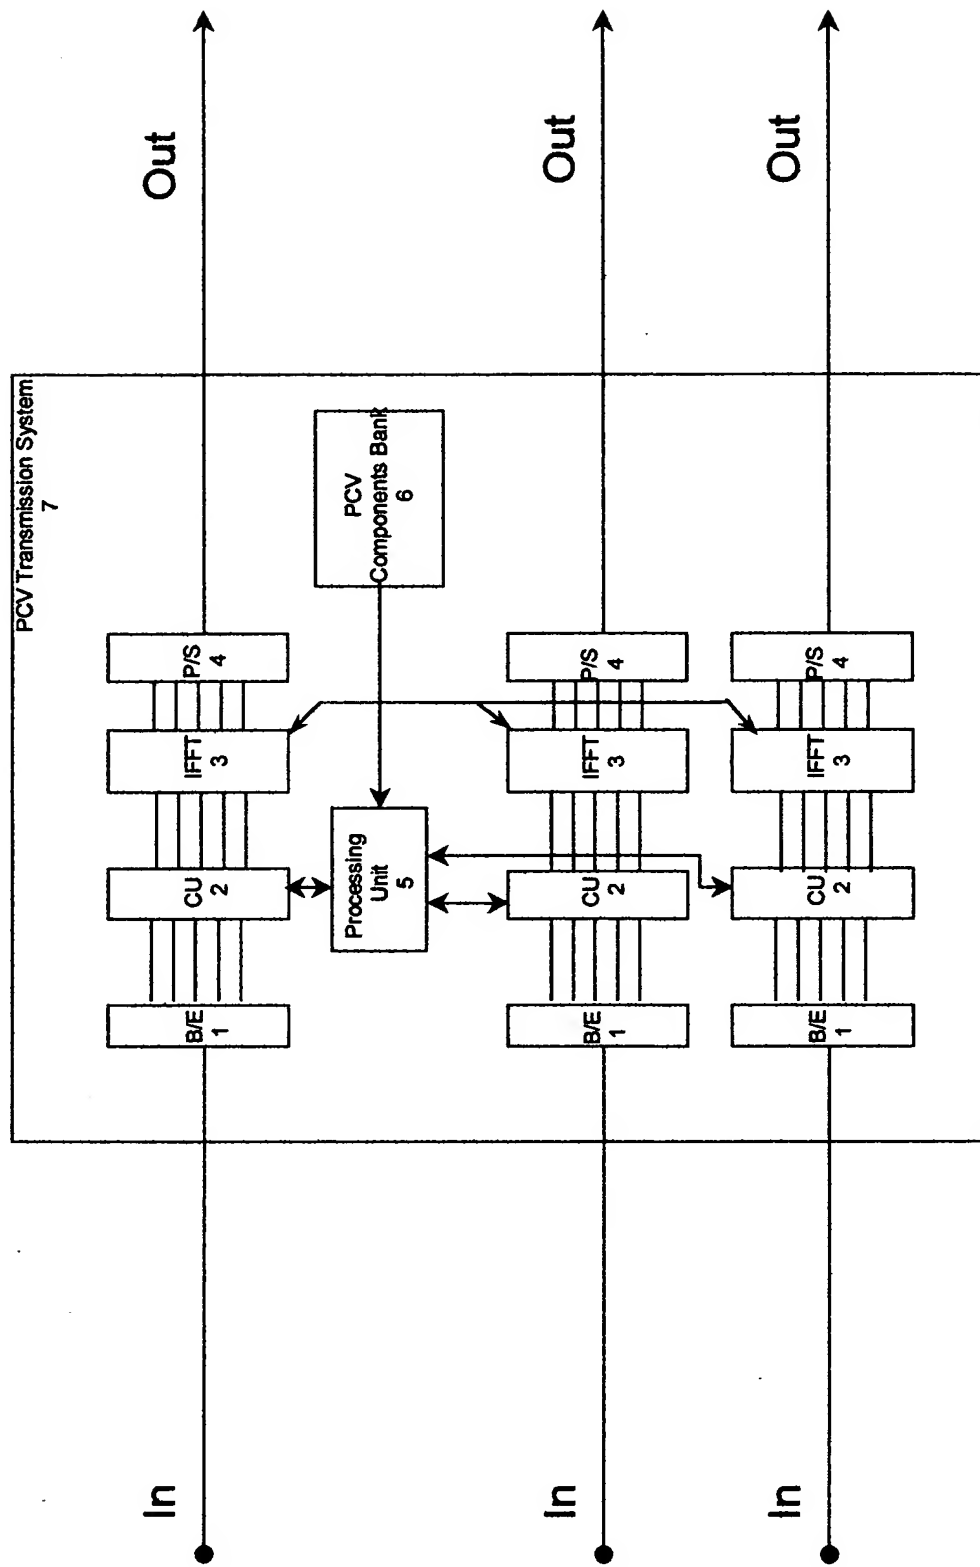 PCV Transmission System
7
In
B/E
1
CU
2
IFFT
3
P/S
4
Out
Processing
Unit
5
PCV
Components Bank
6
In
B/E
1
CU
2
IFFT
3
P/S
4
Out
In
B/E
1
CU
2
IFFT
3
P/S
4
Out